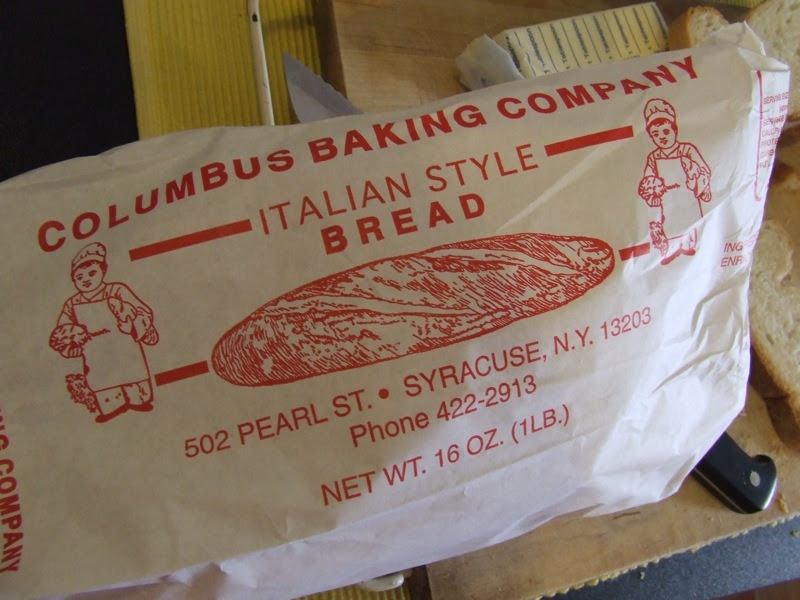 COLUMBUS BAKING COMPANY
ITALIAN STYLE
BREAD
502 PEARL ST. • SYRACUSE, N.Y. 13203
Phone 422-2913
NET WT. 16 OZ. (1LB.)
COMPANY